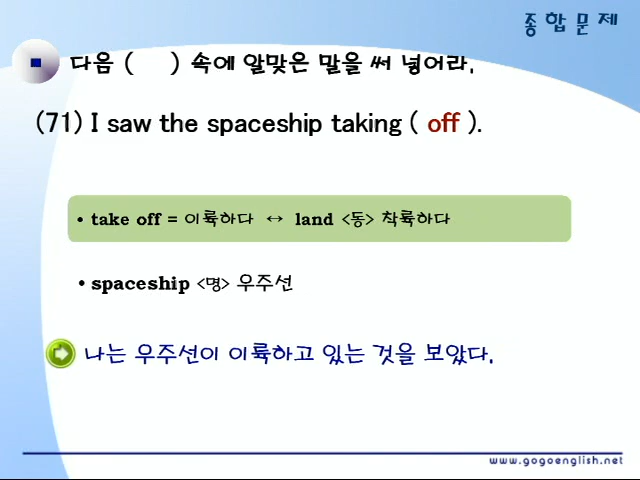 종합문제
다음 ( ) 속에 알맞은 말을 써 넣어라.
(71) I saw the spaceship taking ( off ).
• take off = 이륙하다 ↔ land <동> 착륙하다
• spaceship <명> 우주선
나는 우주선이 이륙하고 있는 것을 보았다.
www.gogoenglish.net